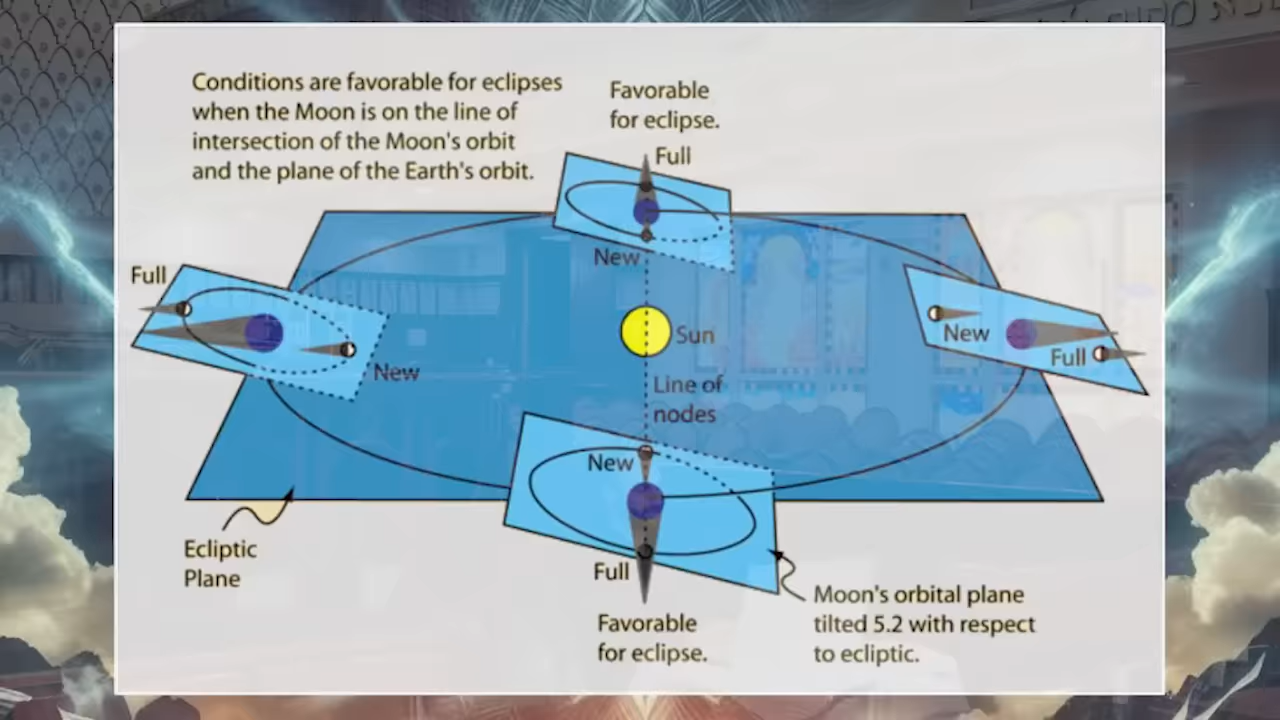 Conditions are favorable for eclipses
when the Moon is on the line of
intersection of the Moon's orbit
and the plane of the Earth's orbit.
Favorable
for eclipse.
Full
New
Full
New
Sun
New
Full
Line of
nodes
New
Full
Ecliptic
Plane
Favorable
for eclipse.
Moon's orbital plane
tilted 5.2 with respect
to ecliptic.